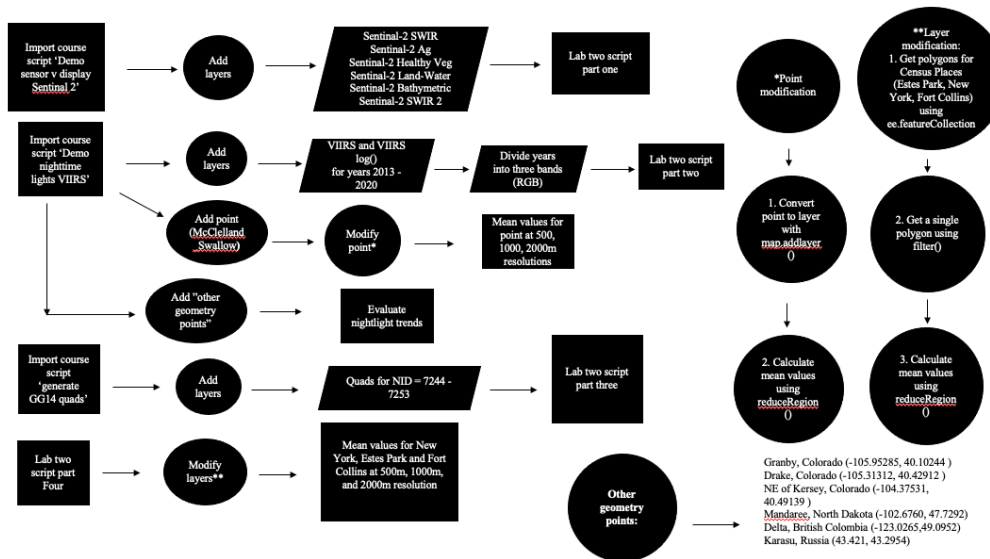 Import course
script ‘Demo
sensor v display
Sentinal 2’
Add
layers
Sentinel-2 SWIR
Sentinel-2 Ag
Sentinel-2 Healthy Veg
Sentinel-2 Land-Water
Sentinel-2 Bathymetric
Sentinel-2 SWIR 2
Lab two script
part one
Import course
script ‘Demo
nighttime
lights VIIRS’
Add
layers
VIIRS and VIIRS
log()
for years 2013 -
2020
Divide years
into three bands
(RGB)
Lab two script
part two
Add point
(McClelland
Swallow)
Modify
point*
Mean values for
point at 500,
1000, 2000m
resolutions
Add ”other
geometry
points”
Evaluate
nightlight trends
Import course
script
‘generate
GG14 quads’
Add
layers
Quads for NID = 7244 -
7253
Lab two
script part
three
Lab two
script part
Four
Modify
layers**
Mean values for New
York, Estes Park and Fort
Collins at 500m, 1000m,
and 2000m resolution
*Point
modification
1. Convert
point to layer
with
map.addlayer
()
2. Calculate
mean values
using
reduceRegion
()
**Layer
modification:
1. Get polygons for
Census Places
(Estes Park, New
York, Fort Collins)
using
ee.featureCollection
2. Get a single
polygon using
filter()
3. Calculate
mean values
using
reduceRegion
()
Other
geometry
points:
Granby, Colorado (-105.95285, 40.10244 )
Drake, Colorado (-105.31312, 40.42912 )
NE of Kersey, Colorado (-104.37531,
40.49139 )
Mandaree, North Dakota (-102.6760, 47.7292)
Delta, British Colombia (-123.0265,49.0952)
Karasu, Russia (43.421, 43.2954)